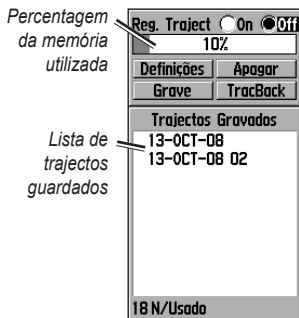 Percentagem
da memória
utilizada
Reg. Traject On Off
10%
Definições Apagar
Grave TracBack
Trajectos Gravados
Lista de
trajectos
guardados
13-OCT-08
13-OCT-08 02
18 N/Usado